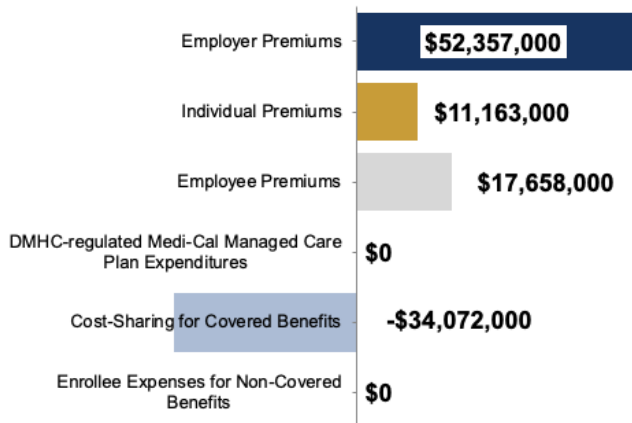 Employer Premiums
$52,357,000
Individual Premiums
$11,163,000
Employee Premiums
$17,658,000
DMHC-regulated Medi-Cal Managed Care
Plan Expenditures
$0
Cost-Sharing for Covered Benefits
-$34,072,000
Enrollee Expenses for Non-Covered
Benefits
$0